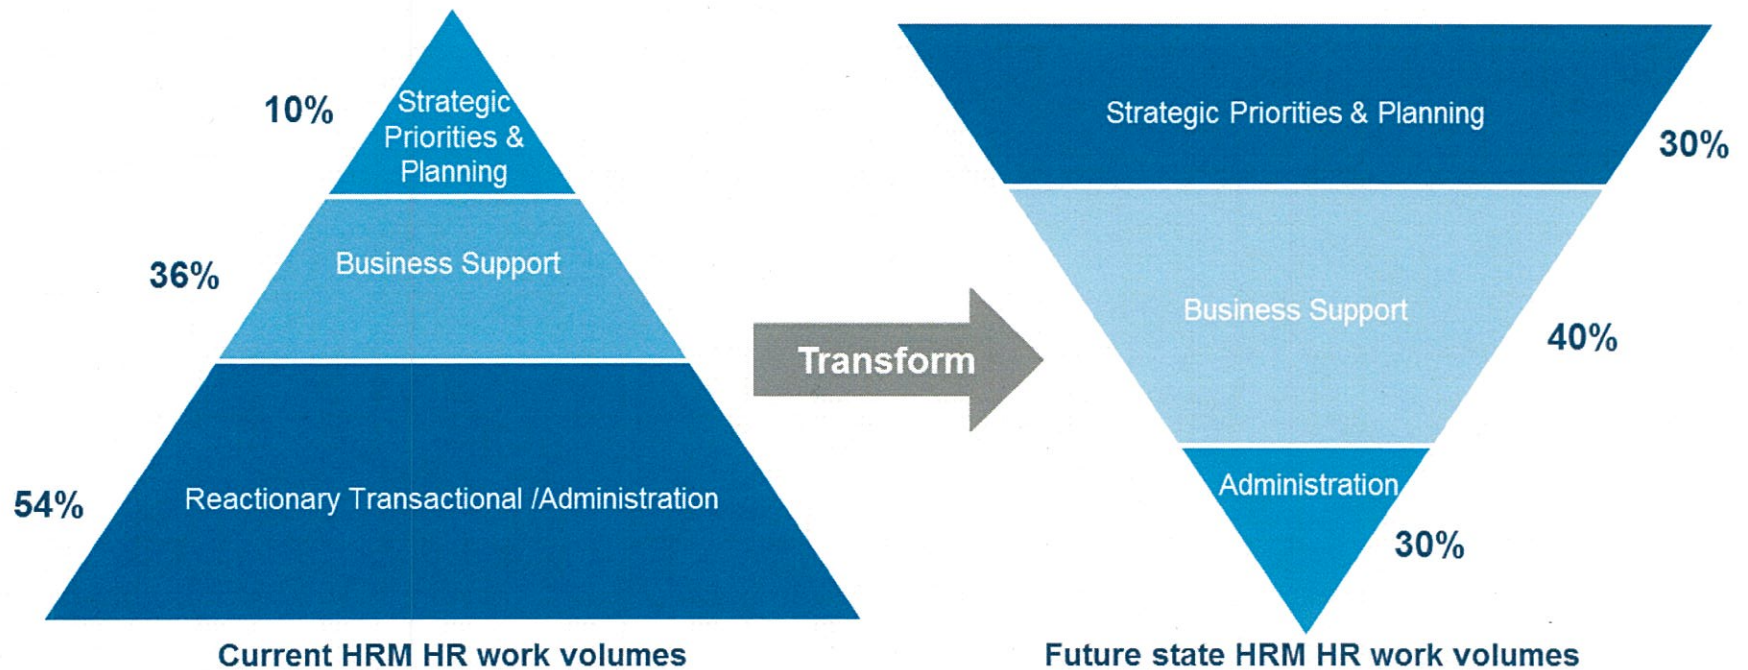 10%
Strategic
Priorities &
Planning
36%
Business Support
54%
Reactionary Transactional /Administration
Current HRM HR work volumes
Transform
Strategic Priorities & Planning
30%
Business Support
40%
Administration
30%
Future state HRM HR work volumes